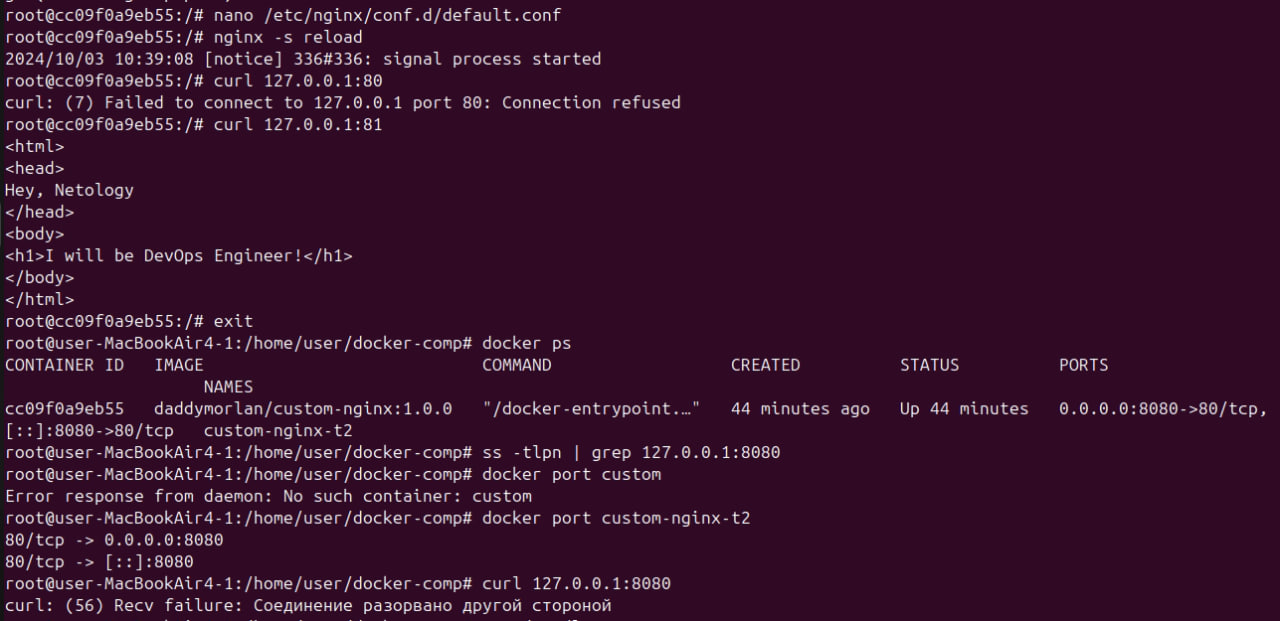 root@cc09f0a9eb55:/# nano /etc/nginx/conf.d/default.conf
root@cc09f0a9eb55:/# nginx -s reload
2024/10/03 10:39:08 [notice] 336#336: signal process started
root@cc09f0a9eb55:/# curl 127.0.0.1:80
curl: (7) Failed to connect to 127.0.0.1 port 80: Connection refused
root@cc09f0a9eb55:/# curl 127.0.0.1:81
<html>
<head>
Hey, Netology
</head>
<body>
<h1>I will be DevOps Engineer!</h1>
</body>
</html>
root@cc09f0a9eb55:/# exit
root@user-MacBookAir4-1:/home/user/docker-comp# docker ps
CONTAINER ID   IMAGE                            COMMAND                  CREATED          STATUS          PORTS
                    NAMES
cc09f0a9eb55   daddymorlan/custom-nginx:1.0.0   "/docker-entrypoint.…"   44 minutes ago   Up 44 minutes   0.0.0.0:8080->80/tcp,
[::]:8080->80/tcp   custom-nginx-t2
root@user-MacBookAir4-1:/home/user/docker-comp# ss -tlpn | grep 127.0.0.1:8080
root@user-MacBookAir4-1:/home/user/docker-comp# docker port custom
Error response from daemon: No such container: custom
root@user-MacBookAir4-1:/home/user/docker-comp# docker port custom-nginx-t2
80/tcp -> 0.0.0.0:8080
80/tcp -> [::]:8080
root@user-MacBookAir4-1:/home/user/docker-comp# curl 127.0.0.1:8080
curl: (56) Recv failure: Соединение разорвано другой стороной